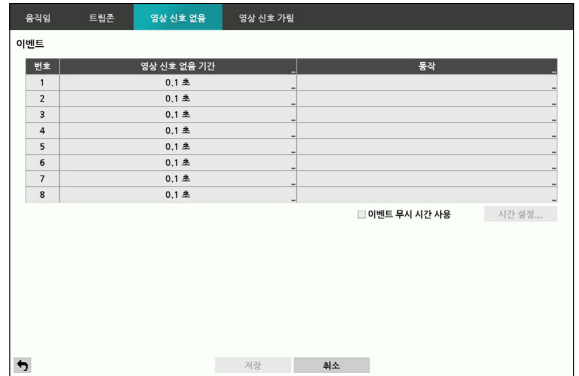 움직임 트립존 영상 신호 없음 영상 신호 가림
이벤트
번호 영상 신호 없음 기간 ... 동작 ...
1 0.1 초 ... ...
2 0.1 초 ... ...
3 0.1 초 ... ...
4 0.1 초 ... ...
5 0.1 초 ... ...
6 0.1 초 ... ...
7 0.1 초 ... ...
8 0.1 초 ... ...
이벤트 무시 시간 사용 시간 설정...
저장 취소